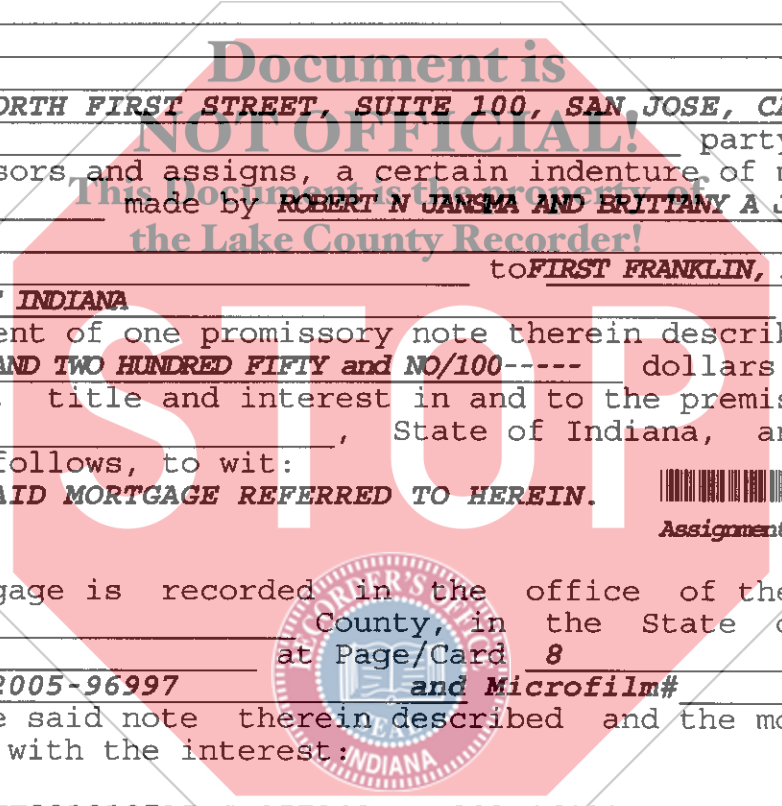 Document is
ORTH FIRST STREET, SUITE 100, SAN JOSE, CA
NOT OFFICIAL!
party
sors and assigns, a certain indenture of
This Document is the property of
made by ROBERT N JANSMA AND BRITTANY A J
the Lake County Recorder!
toFIRST FRANKLIN,
INDIANA
ent of one promissory note therein describ
AND TWO HUNDRED FIFTY and NO/100----- dollars
title and interest in and to the premis
, State of Indiana, an
follows, to wit:
AID MORTGAGE REFERRED TO HEREIN.
Assignment
STOP
gage is recorded in the office of the
County, in the State
at Page/Card 8
2005-96997 and Microfilm#
e said note therein described and the mo
with the interest:
RECORDER'S OFFICE
SEAL
INDIANA